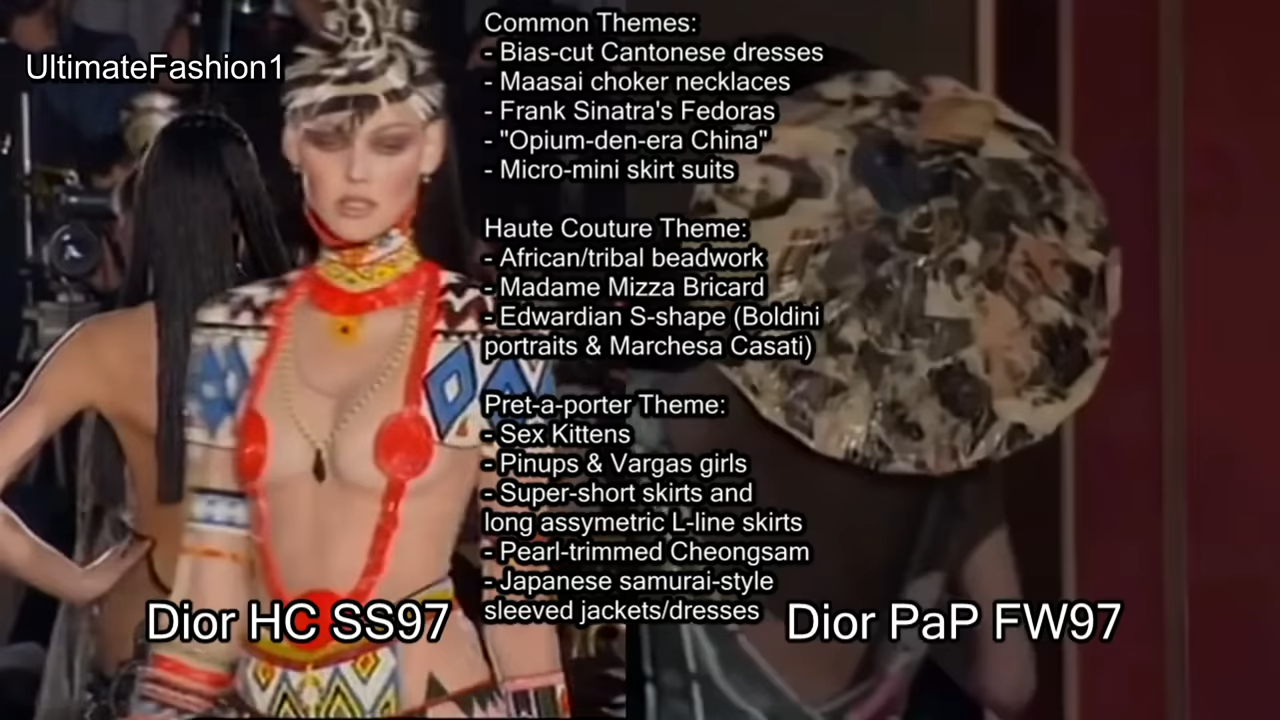 UltimateFashion1
Common Themes:
- Bias-cut Cantonese dresses
- Maasai choker necklaces
- Frank Sinatra's Fedoras
- "Opium-den-era China"
- Micro-mini skirt suits
Haute Couture Theme:
- African/tribal beadwork
- Madame Mizza Bricard
- Edwardian S-shape (Boldini
portraits & Marchesa Casati)
Pret-a-porter Theme:
- Sex Kittens
- Pinups & Vargas girls
- Super-short skirts and
long assymetric L-line skirts
- Pearl-trimmed Cheongsam
- Japanese samurai-style
sleeved jackets/dresses
Dior HC SS97
Dior PaP FW97